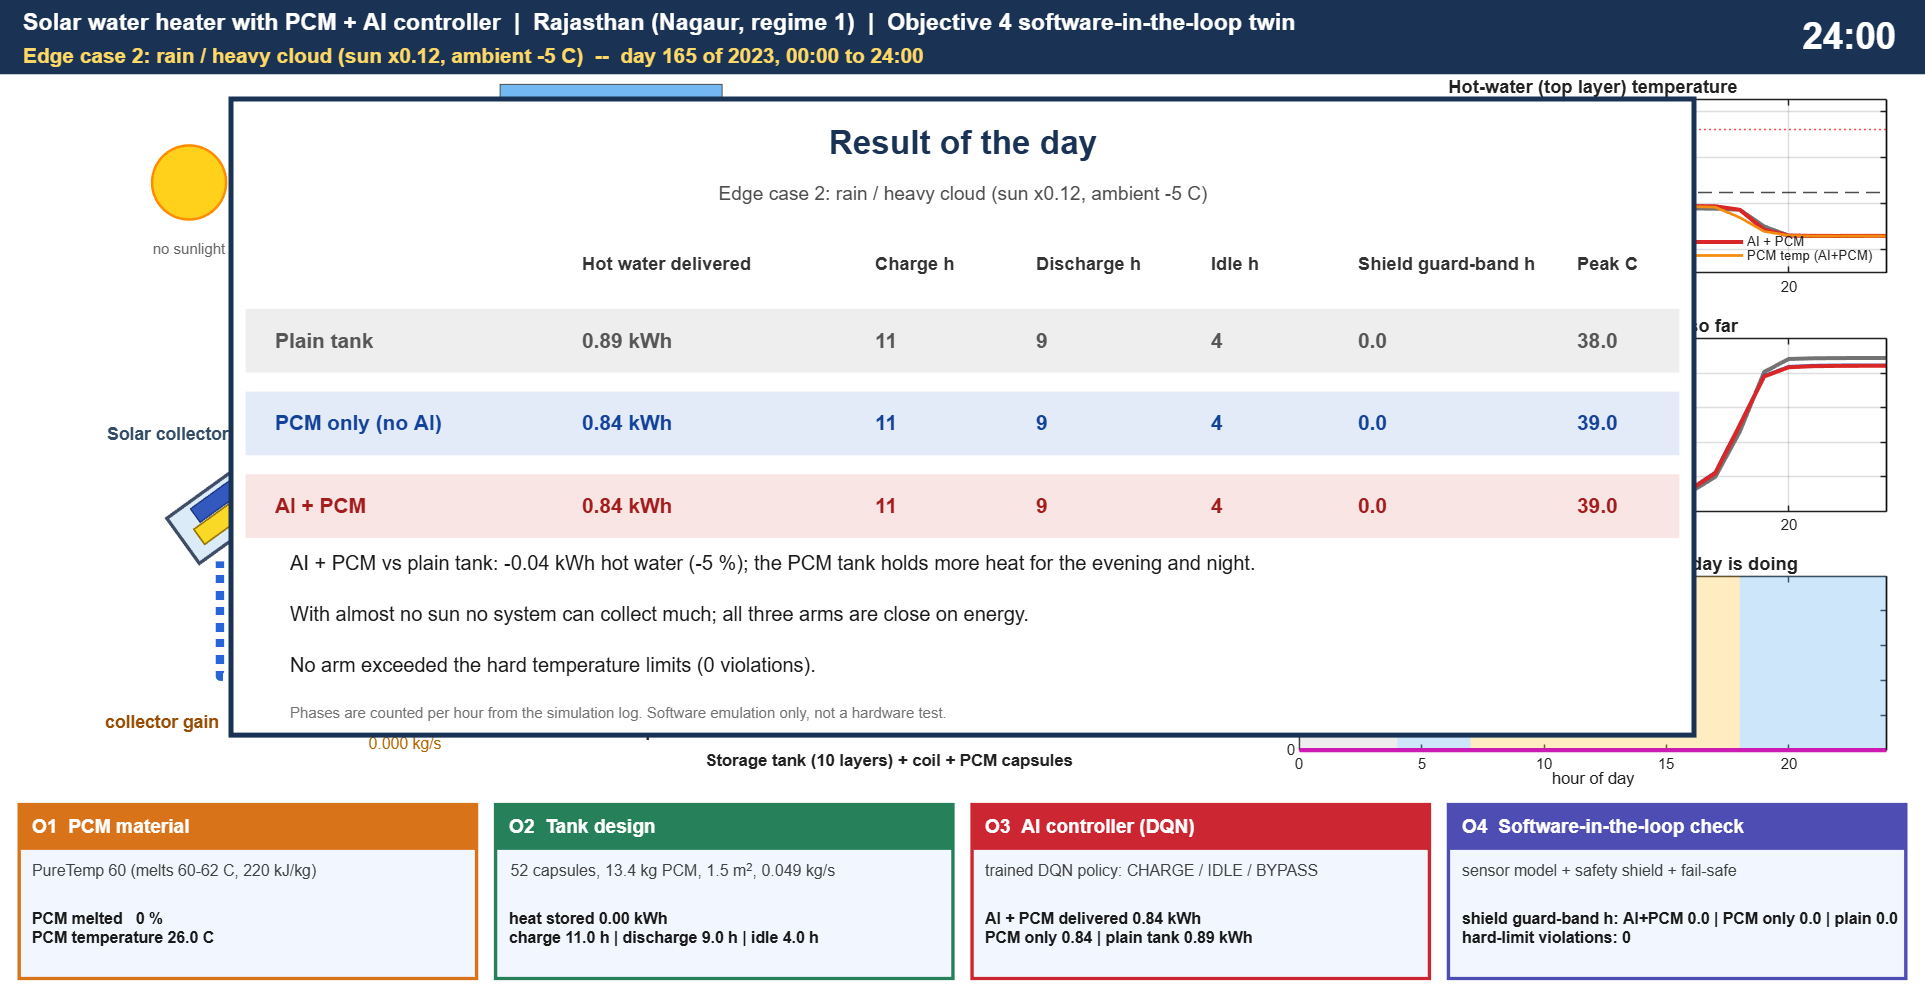 Solar water heater with PCM + AI controller | Rajasthan (Nagaur, regime 1) | Objective 4 software-in-the-loop twin
24:00
Edge case 2: rain / heavy cloud (sun x0.12, ambient -5 C) -- day 165 of 2023, 00:00 to 24:00
Hot-water (top layer) temperature
no sunlight
AI + PCM
PCM temp (AI+PCM)
20
so far
20
Solar collector
day is doing
collector gain
0.000 kg/s
Storage tank (10 layers) + coil + PCM capsules
0
0 5 10 15 20
hour of day
Result of the day
Edge case 2: rain / heavy cloud (sun x0.12, ambient -5 C)
Hot water delivered Charge h Discharge h Idle h Shield guard-band h Peak C
Plain tank 0.89 kWh 11 9 4 0.0 38.0
PCM only (no AI) 0.84 kWh 11 9 4 0.0 39.0
AI + PCM 0.84 kWh 11 9 4 0.0 39.0
AI + PCM vs plain tank: -0.04 kWh hot water (-5 %); the PCM tank holds more heat for the evening and night.
With almost no sun no system can collect much; all three arms are close on energy.
No arm exceeded the hard temperature limits (0 violations).
Phases are counted per hour from the simulation log. Software emulation only, not a hardware test.
O1 PCM material
PureTemp 60 (melts 60-62 C, 220 kJ/kg)
PCM melted 0 %
PCM temperature 26.0 C
O2 Tank design
52 capsules, 13.4 kg PCM, 1.5 m², 0.049 kg/s
heat stored 0.00 kWh
charge 11.0 h | discharge 9.0 h | idle 4.0 h
O3 AI controller (DQN)
trained DQN policy: CHARGE / IDLE / BYPASS
AI + PCM delivered 0.84 kWh
PCM only 0.84 | plain tank 0.89 kWh
O4 Software-in-the-loop check
sensor model + safety shield + fail-safe
shield guard-band h: AI+PCM 0.0 | PCM only 0.0 | plain 0.0
hard-limit violations: 0